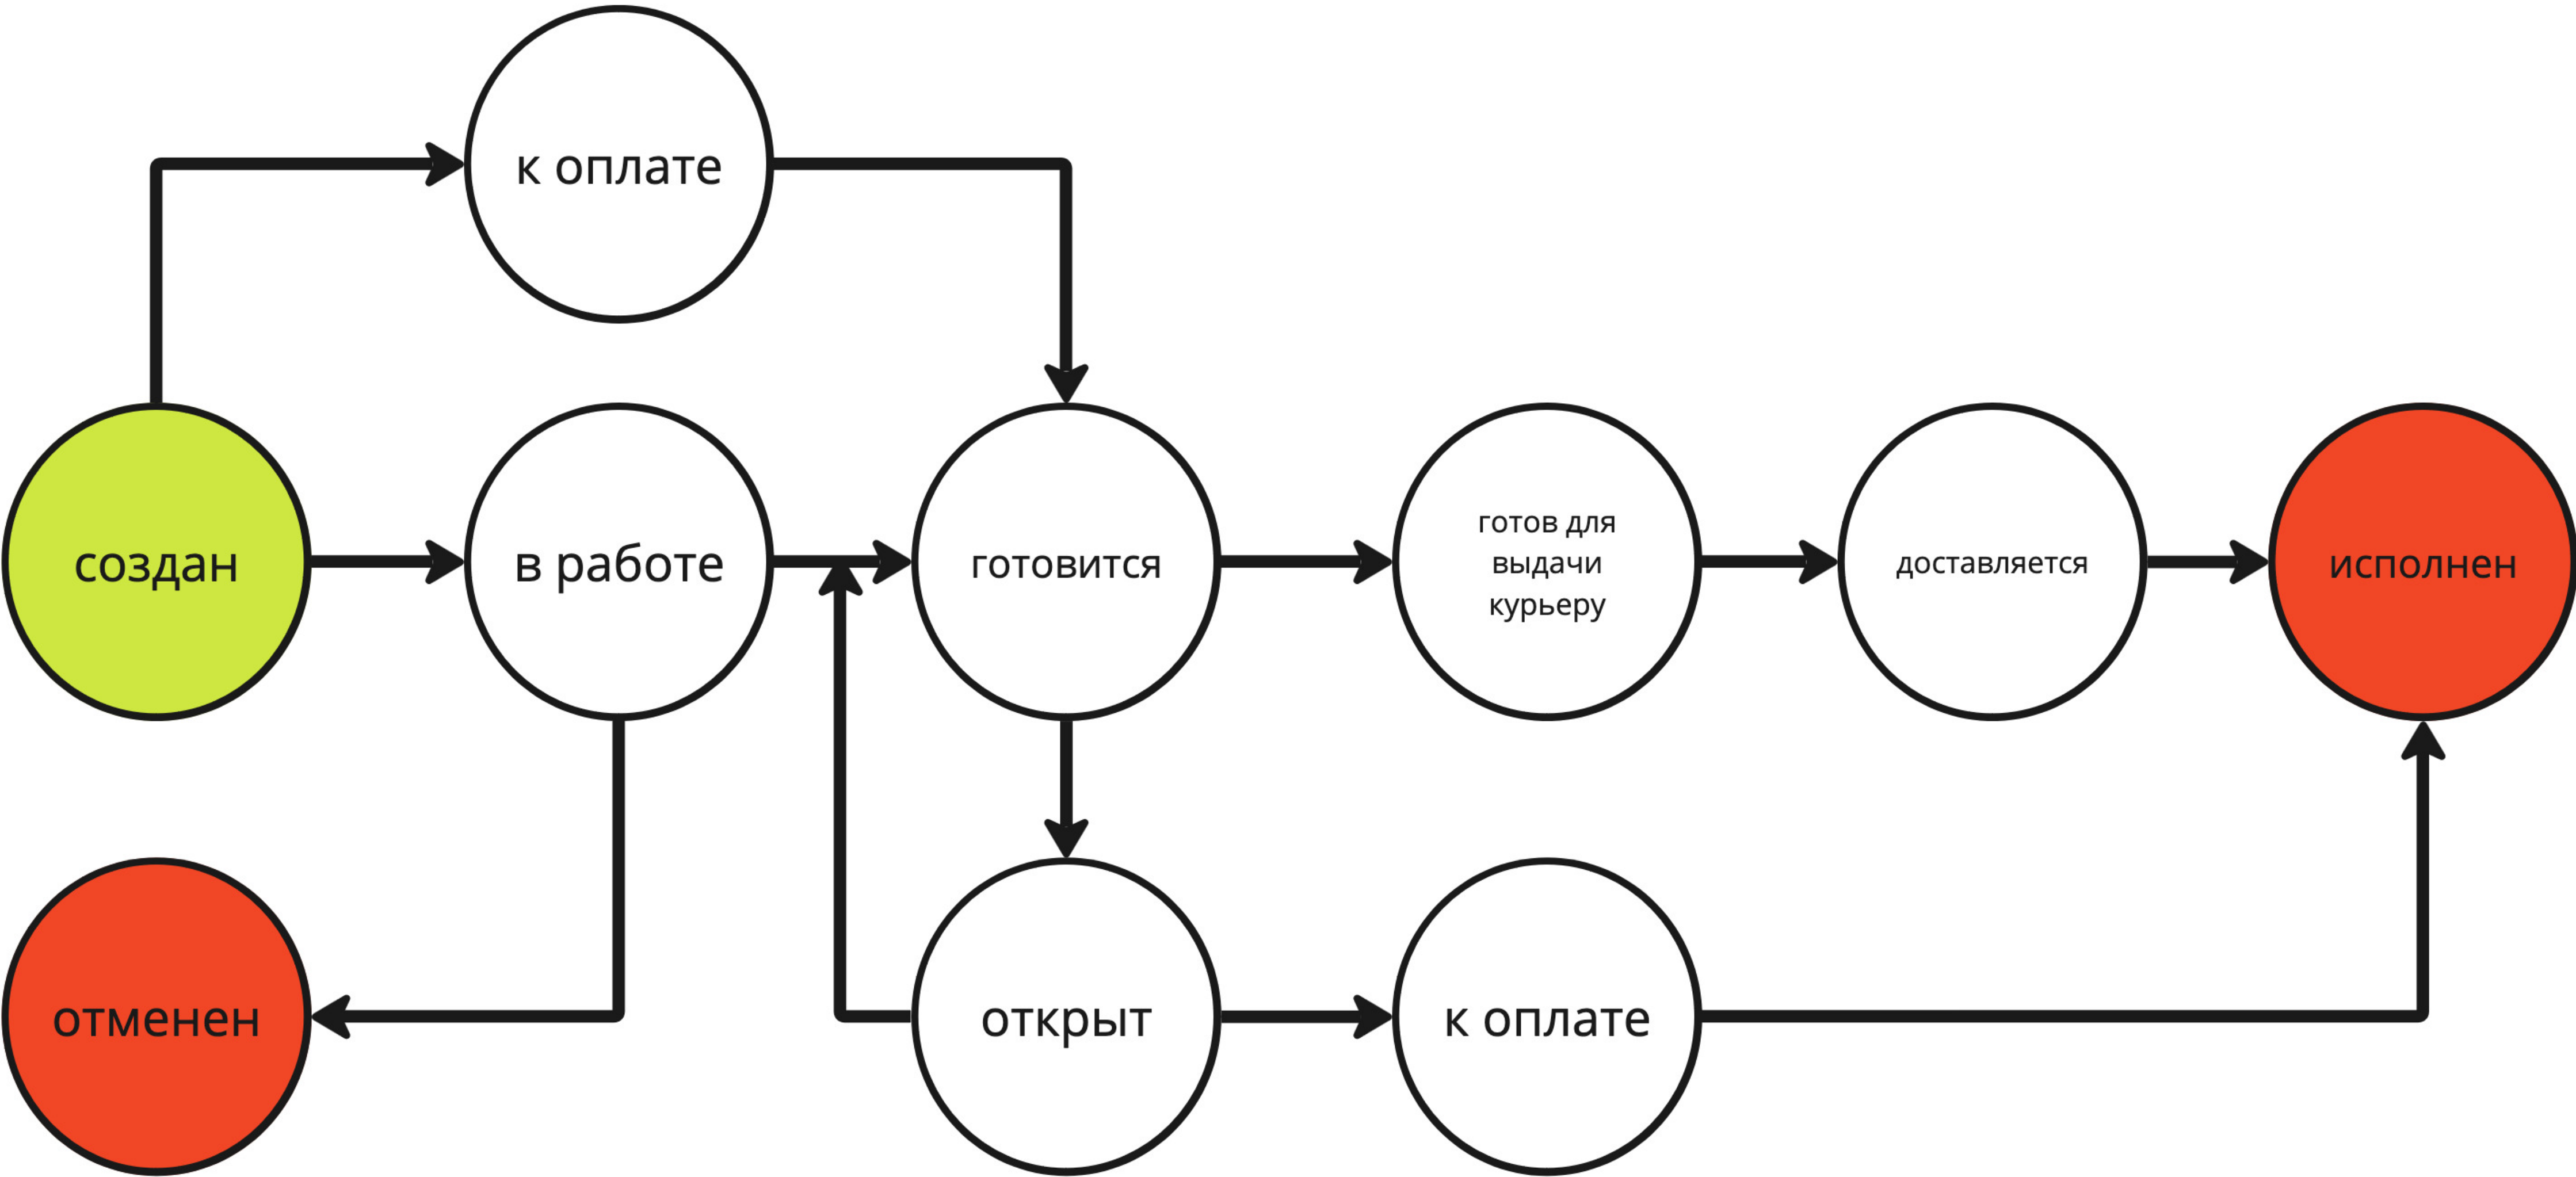 к оплате
создан
в работе
готовится
готов для
выдачи
курьеру
доставляется
исполнен
отменен
открыт
к оплате